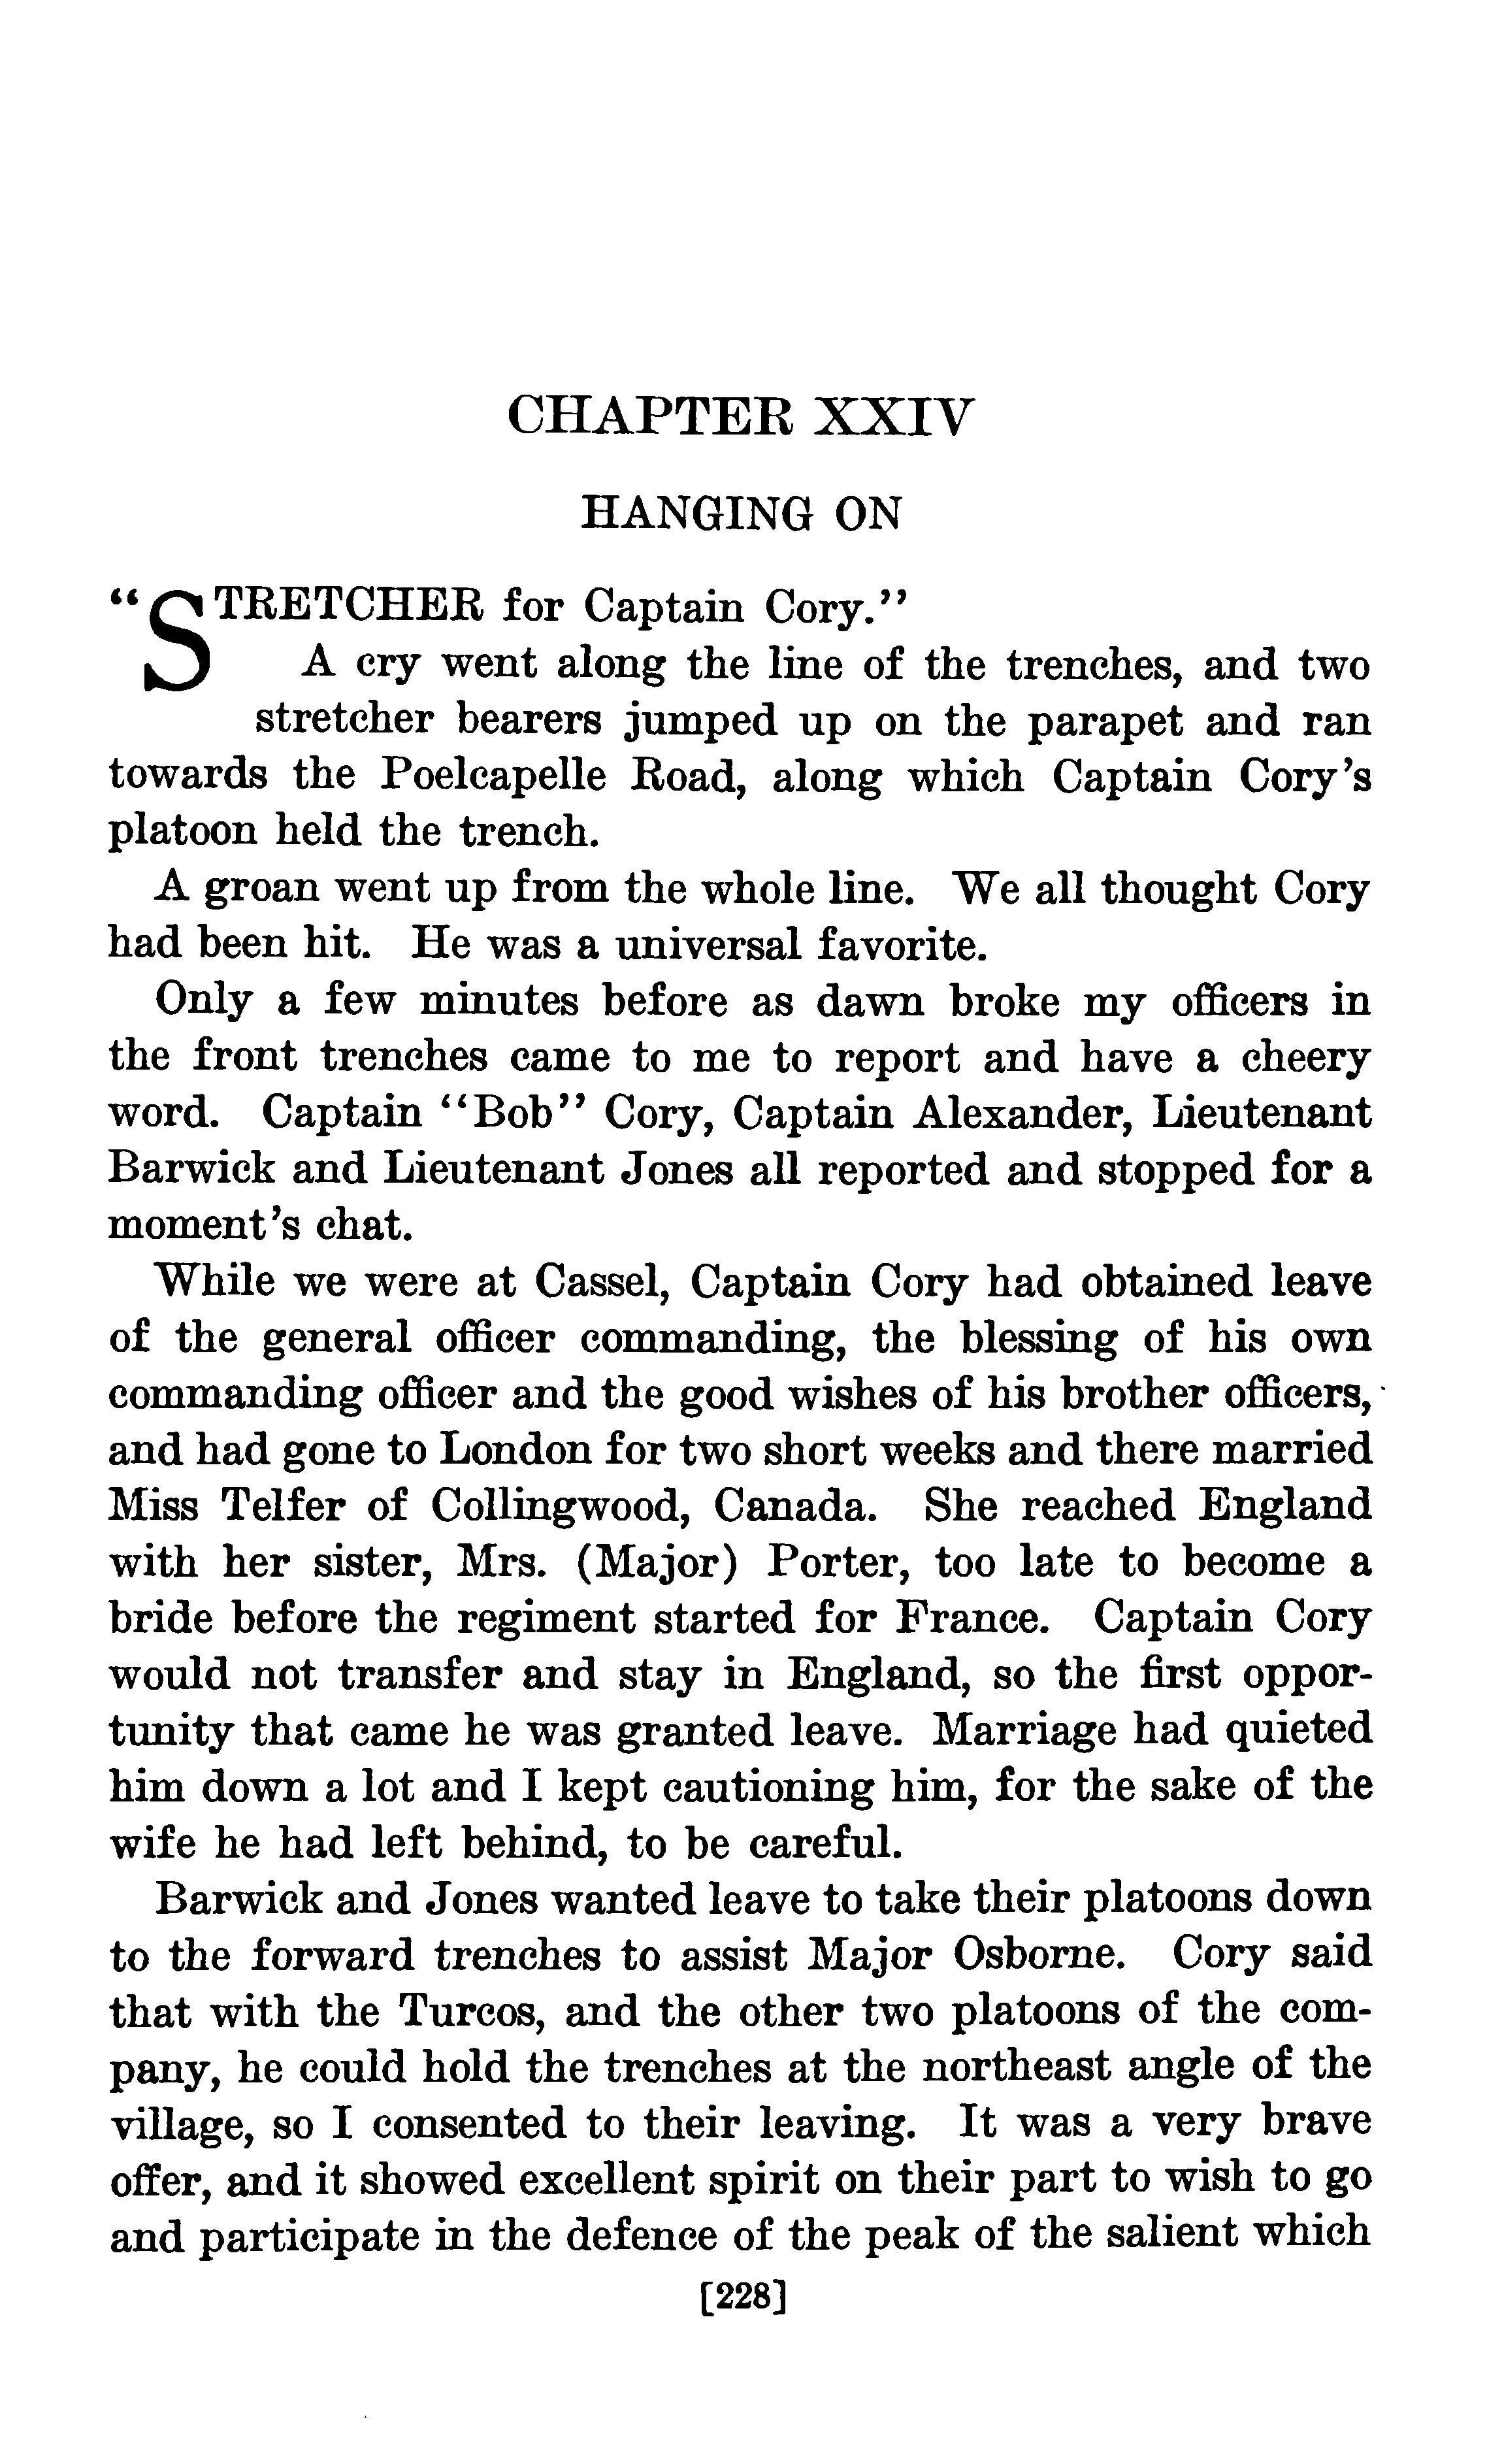 CHAPTER XXIV
HANGING ON
“STRETCHER for Captain Cory.”
A cry went along the line of the trenches, and two
stretcher bearers jumped up on the parapet and ran
towards the Poelcapelle Road, along which Captain Cory's
platoon held the trench.
A groan went up from the whole line. We all thought Cory
had been hit. He was a universal favorite.
Only a few minutes before as dawn broke my officers in
the front trenches came to me to report and have a cheery
word. Captain “Bob” Cory, Captain Alexander, Lieutenant
Barwick and Lieutenant Jones all reported and stopped for a
moment's chat.
While we were at Cassel, Captain Cory had obtained leave
of the general officer commanding, the blessing of his own
commanding officer and the good wishes of his brother officers,
and had gone to London for two short weeks and there married
Miss Telfer of Collingwood, Canada. She reached England
with her sister, Mrs. (Major) Porter, too late to become a
bride before the regiment started for France. Captain Cory
would not transfer and stay in England, so the first oppor-
tunity that came he was granted leave. Marriage had quieted
him down a lot and I kept cautioning him, for the sake of the
wife he had left behind, to be careful.
Barwick and Jones wanted leave to take their platoons down
to the forward trenches to assist Major Osborne. Cory said
that with the Turcos, and the other two platoons of the com-
pany, he could hold the trenches at the northeast angle of the
village, so I consented to their leaving. It was a very brave
offer, and it showed excellent spirit on their part to wish to go
and participate in the defence of the peak of the salient which
[228]